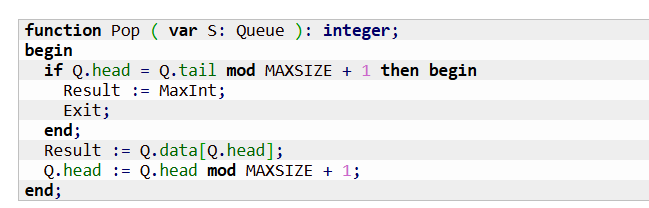 function Pop ( var S: Queue ): integer;
begin
if Q.head = Q.tail mod MAXSIZE + 1 then begin
Result := MaxInt;
Exit;
end;
Result := Q.data[Q.head];
Q.head := Q.head mod MAXSIZE + 1;
end;